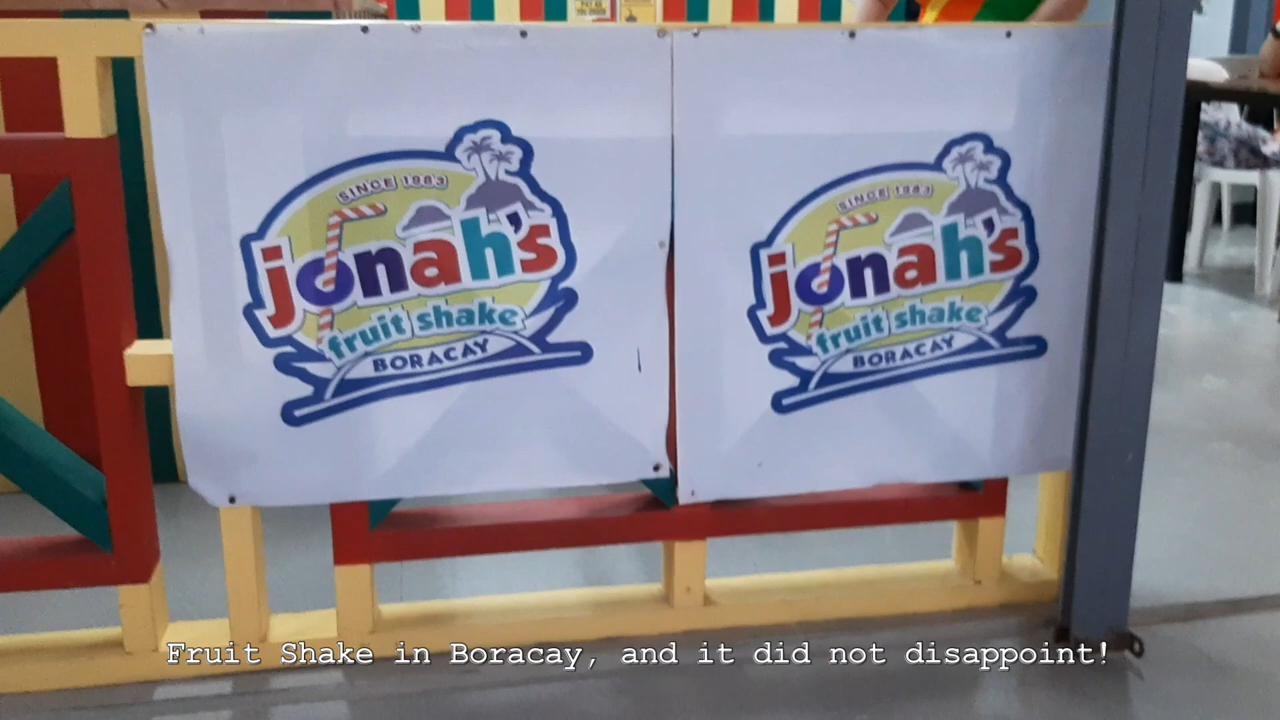 SINCE 1983
jonah's
fruit shake
BORACAY
SINCE 1983
jonah's
fruit shake
BORACAY
Fruit Shake in Boracay, and it did not disappoint!